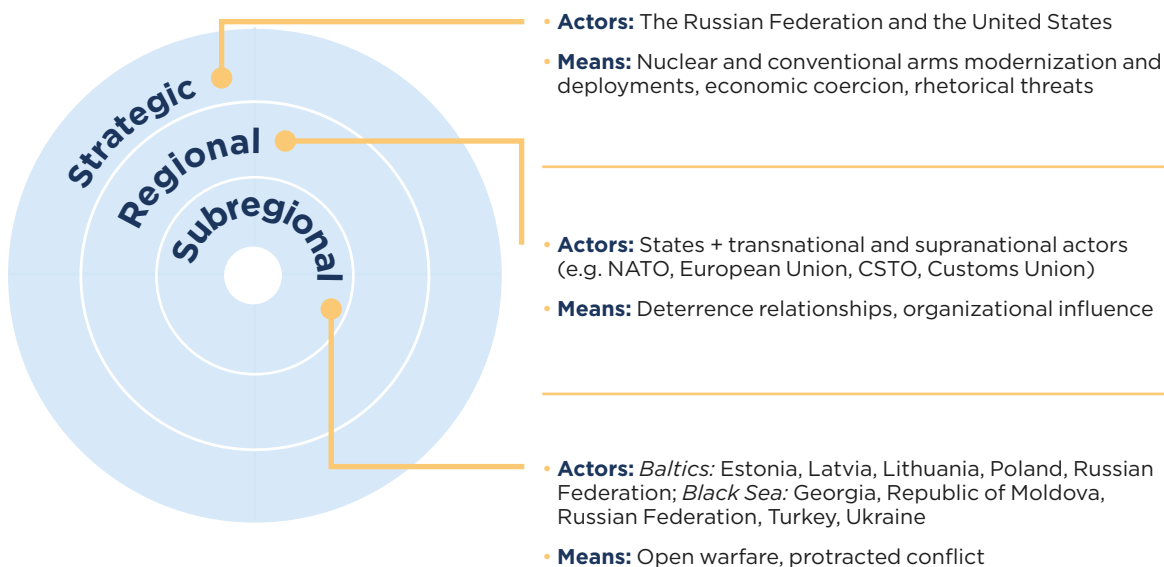 Strategic
Regional
Subregional
• Actors: The Russian Federation and the United States
• Means: Nuclear and conventional arms modernization and
deployments, economic coercion, rhetorical threats
• Actors: States + transnational and supranational actors
(e.g. NATO, European Union, CSTO, Customs Union)
• Means: Deterrence relationships, organizational influence
• Actors: Baltics: Estonia, Latvia, Lithuania, Poland, Russian
Federation; Black Sea: Georgia, Republic of Moldova,
Russian Federation, Turkey, Ukraine
• Means: Open warfare, protracted conflict